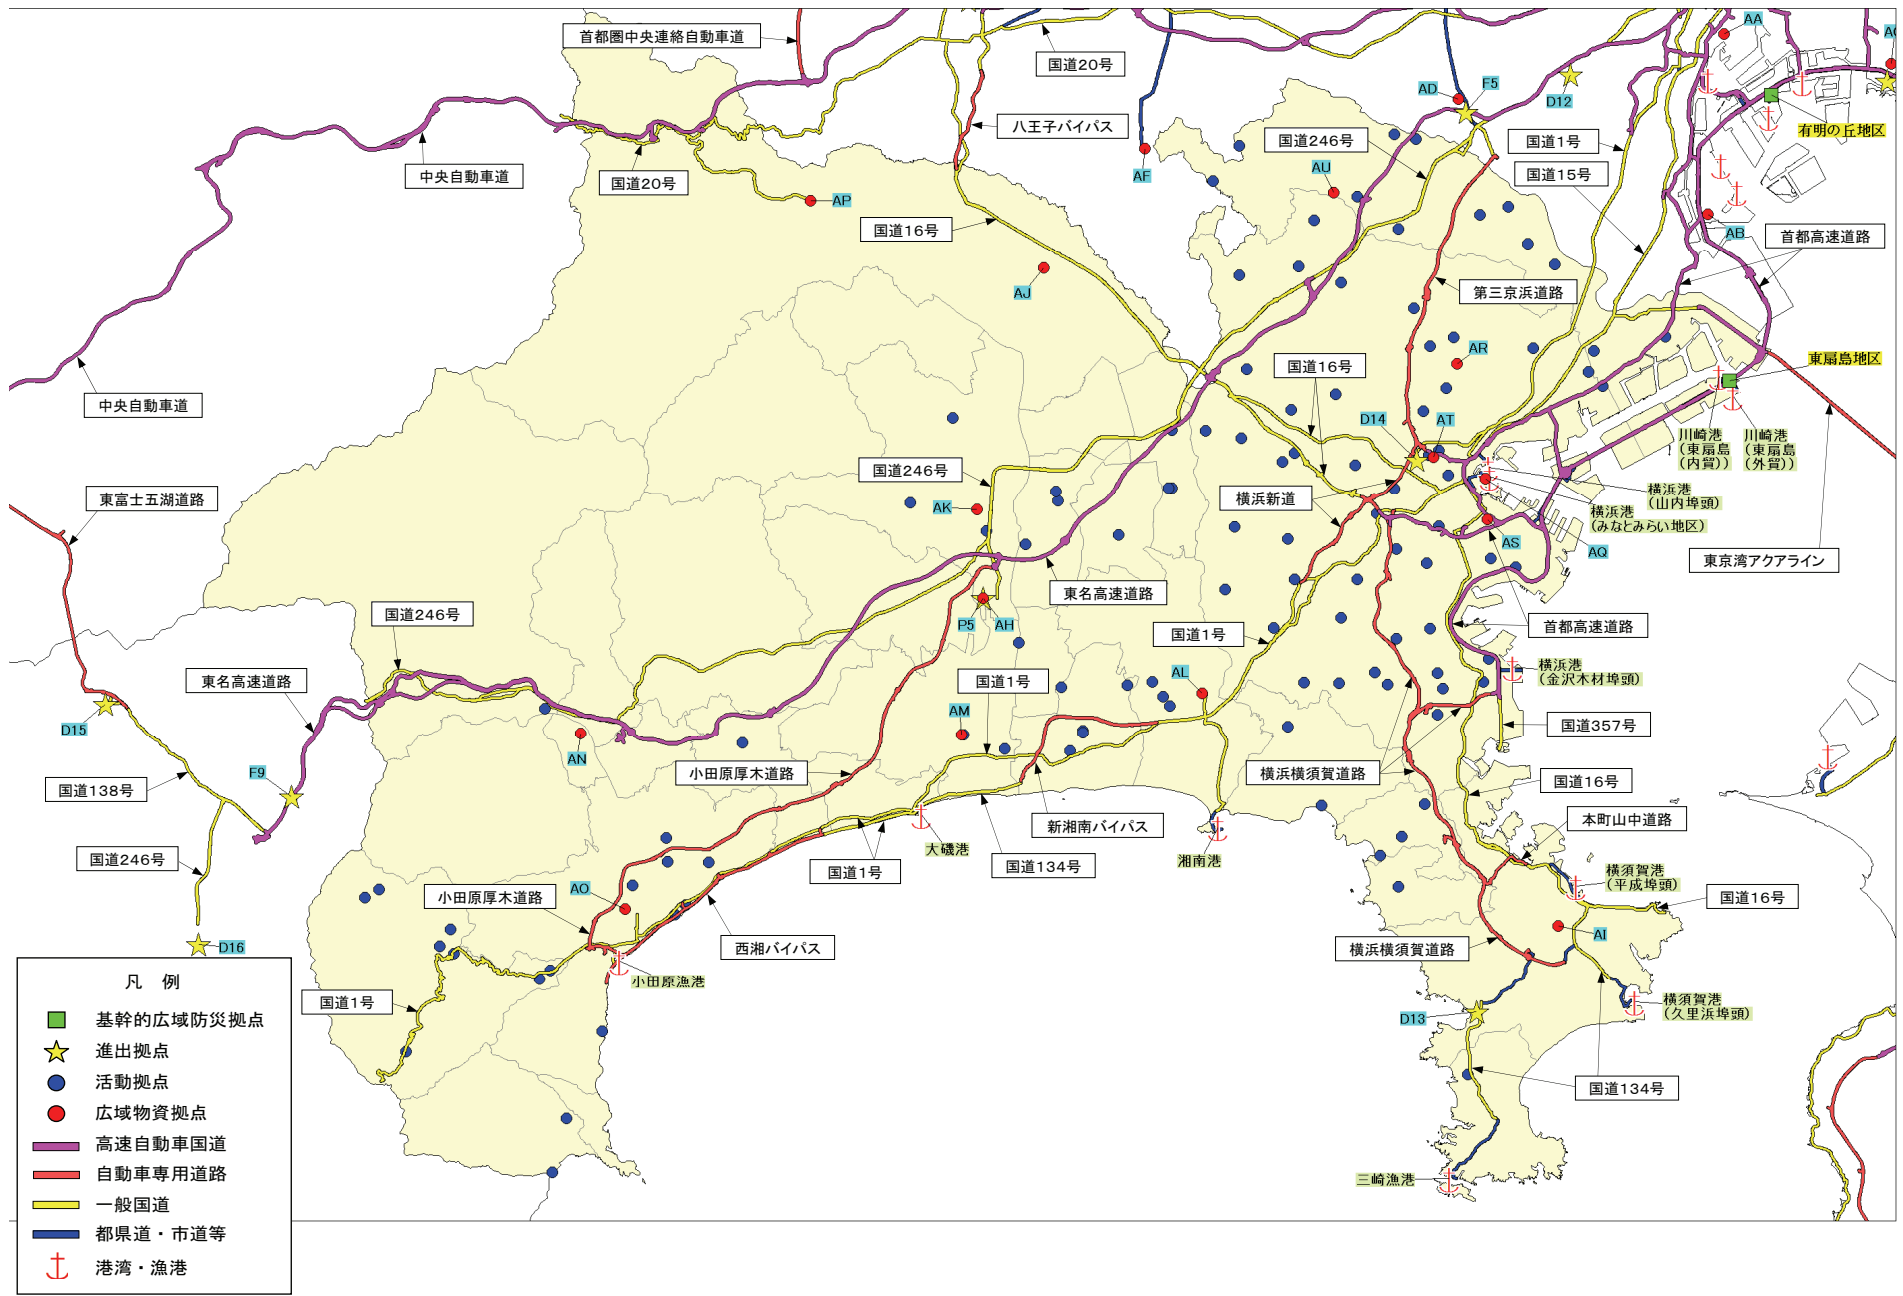 首都圏中央連絡自動車道
国道20号
AA
AD
F5
D12
有明の丘地区
八王子バイパス
中央自動車道
国道20号
AP
AF
国道246号
AU
国道1号
国道15号
国道16号
AB
首都高速道路
AJ
第三京浜道路
中央自動車道
国道16号
AR
東扇島地区
D14
AT
川崎港
(東扇島
(内貿))
川崎港
(東扇島
(外貿))
国道246号
AK
東富士五湖道路
横浜新道
横浜港
(山内埠頭)
横浜港
(みなとみらい地区)
AS
AQ
東京湾アクアライン
東名高速道路
国道246号
P5
AH
国道1号
首都高速道路
横浜港
(金沢木材埠頭)
東名高速道路
国道1号
AL
D15
AM
AN
国道357号
F9
国道138号
小田原厚木道路
横浜横須賀道路
国道16号
新湘南バイパス
本町山中道路
国道246号
国道1号
大磯港
国道134号
湘南港
横須賀港
(平成埠頭)
小田原厚木道路
AO
国道16号
D16
西湘バイパス
横浜横須賀道路
AI
小田原漁港
国道1号
横須賀港
(久里浜埠頭)
D13
国道134号
三崎漁港
凡 例
基幹的広域防災拠点
進出拠点
活動拠点
広域物資拠点
高速自動車国道
自動車専用道路
一般国道
都県道・市道等
港湾・漁港